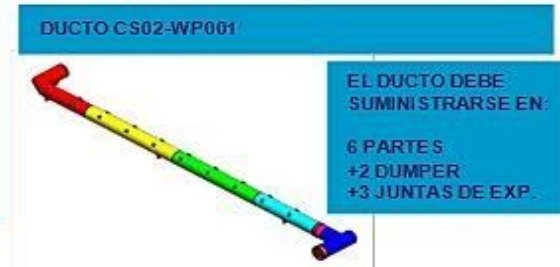 DUCTO CS02-WP001
EL DUCTO DEBE
SUMINISTRARSE EN:
6 PARTES
+2 DUMPER
+3 JUNTAS DE EXP.